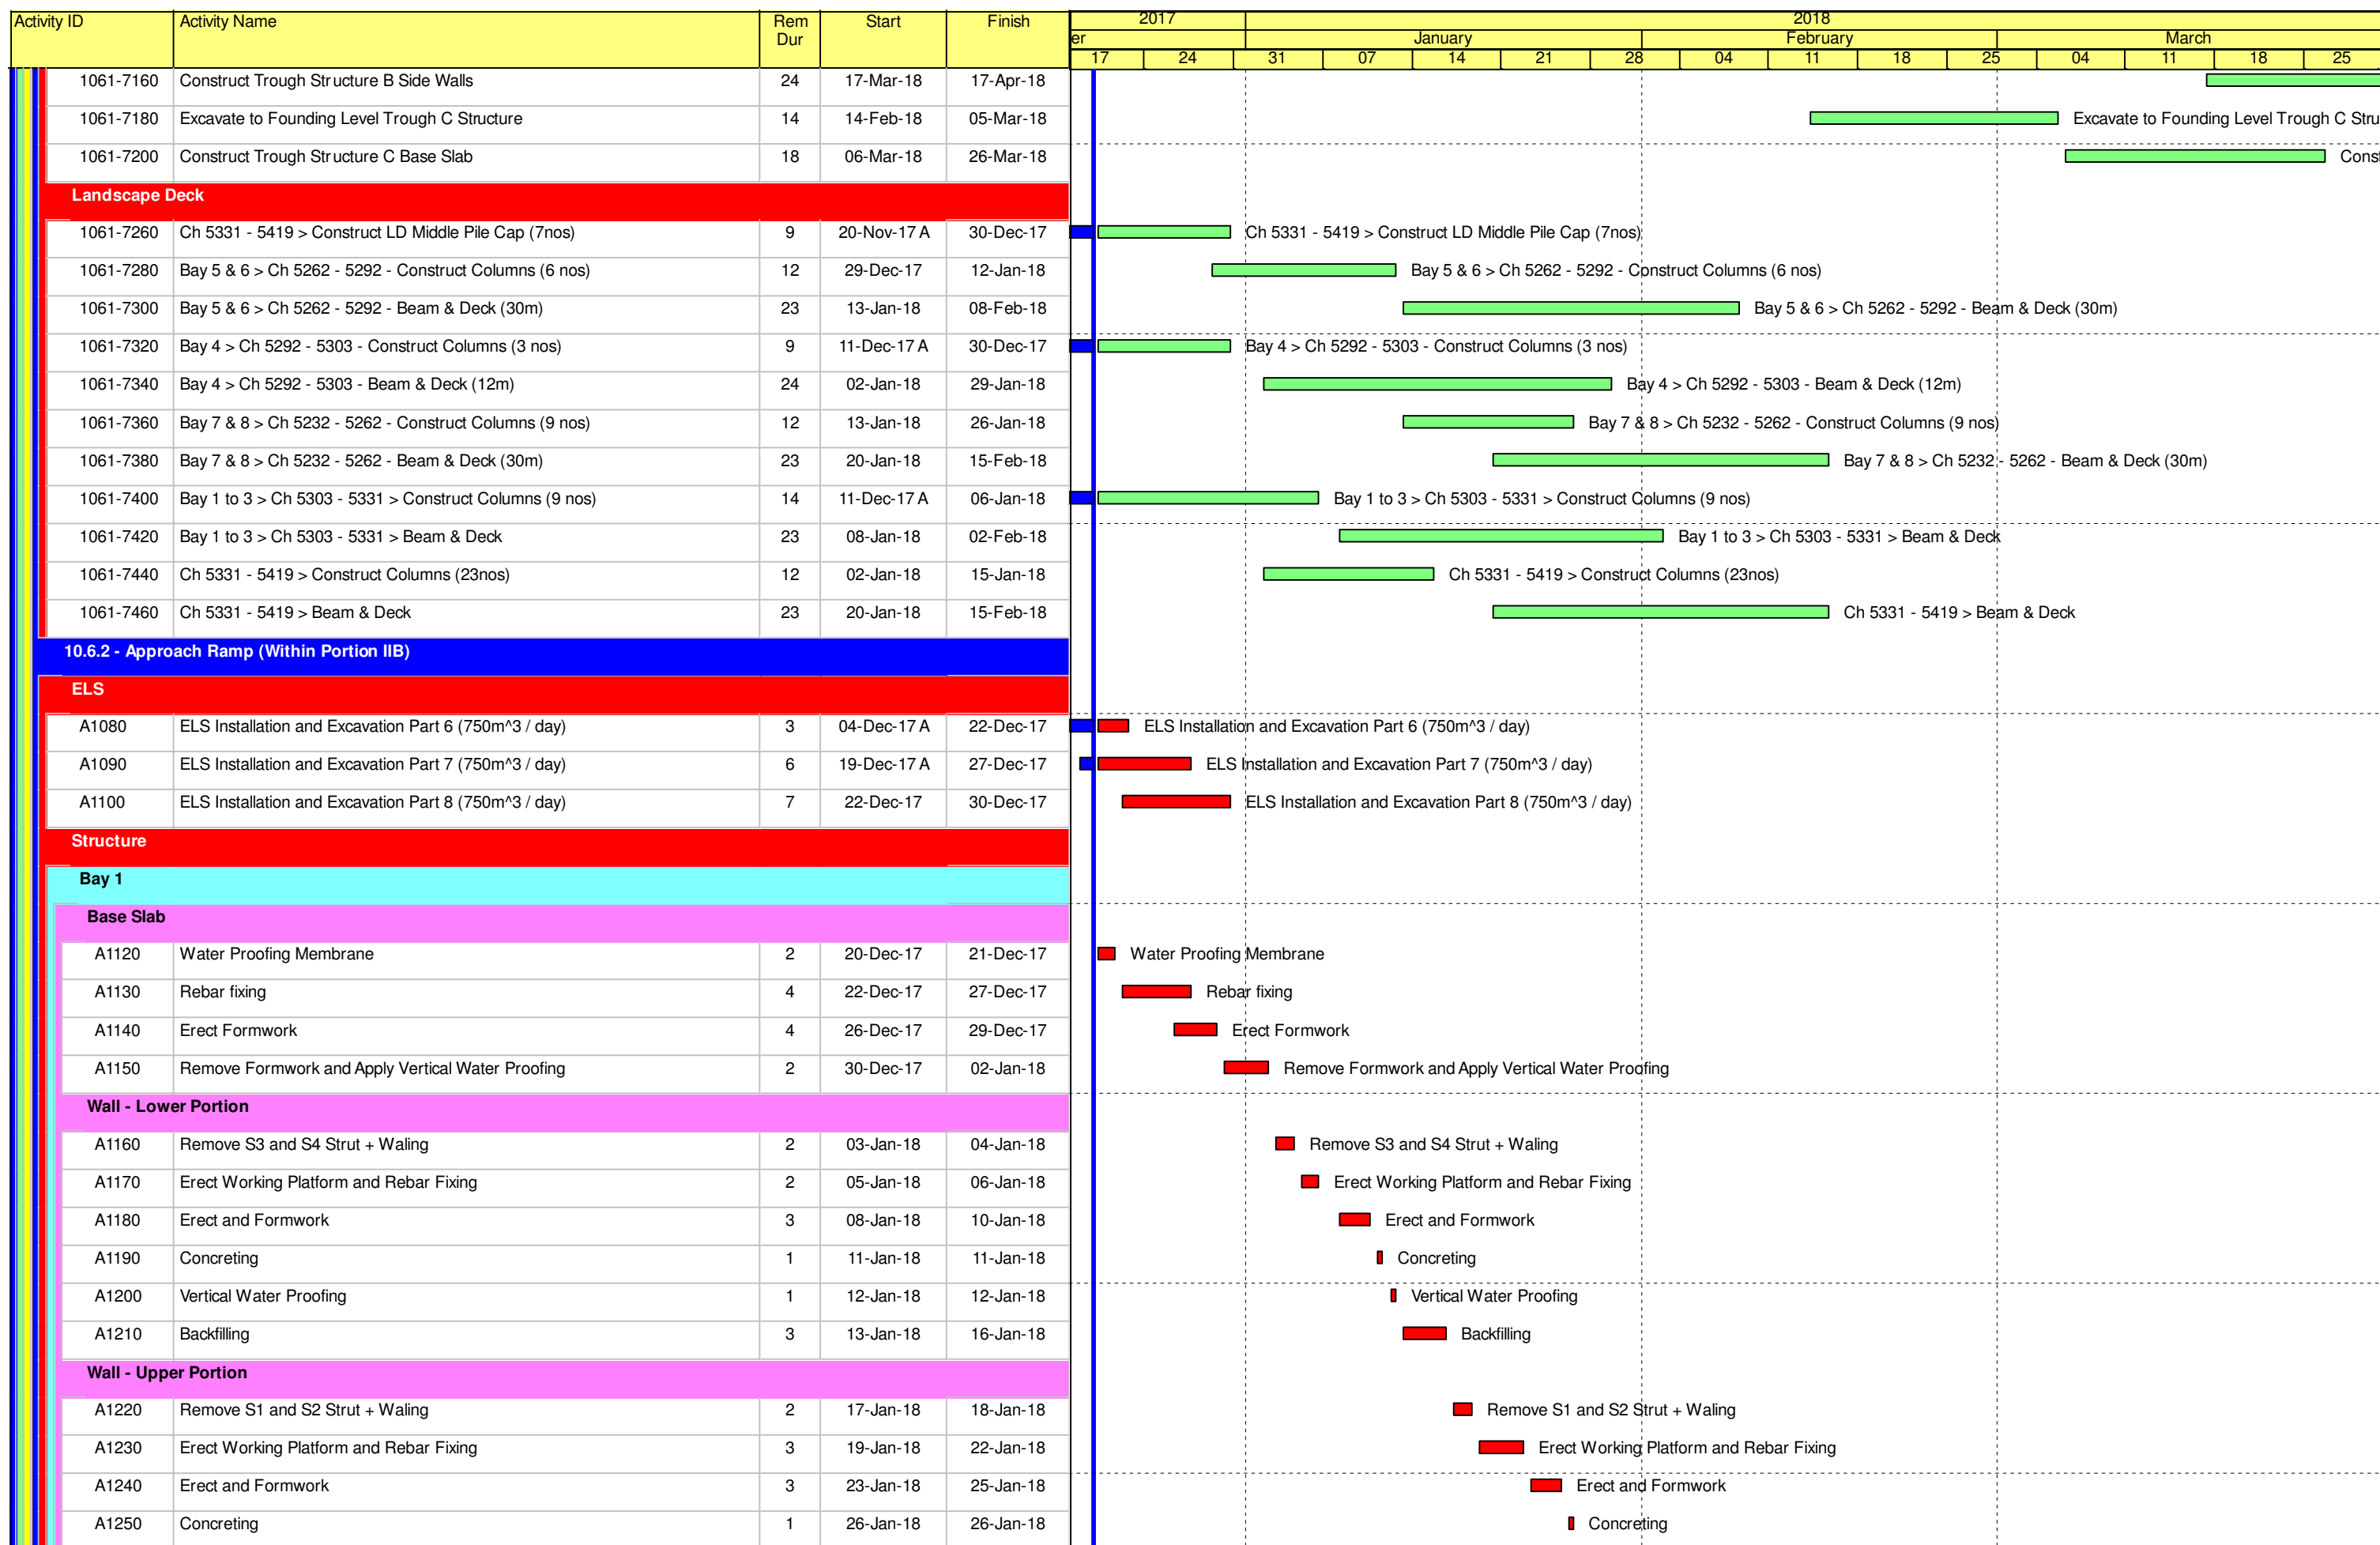 Activity ID Activity Name Rem Dur Start Finish 2017 2018
er January February March
17 24 31 07 14 21 28 04 11 18 25 04 11 18 25
1061-7160 Construct Trough Structure B Side Walls 24 17-Mar-18 17-Apr-18
1061-7180 Excavate to Founding Level Trough C Structure 14 14-Feb-18 05-Mar-18 Excavate to Founding Level Trough C Stru
1061-7200 Construct Trough Structure C Base Slab 18 06-Mar-18 26-Mar-18 Const
Landscape Deck
1061-7260 Ch 5331 - 5419 > Construct LD Middle Pile Cap (7nos) 9 20-Nov-17 A 30-Dec-17 Ch 5331 - 5419 > Construct LD Middle Pile Cap (7nos)
1061-7280 Bay 5 & 6 > Ch 5262 - 5292 - Construct Columns (6 nos) 12 29-Dec-17 12-Jan-18 Bay 5 & 6 > Ch 5262 - 5292 - Construct Columns (6 nos)
1061-7300 Bay 5 & 6 > Ch 5262 - 5292 - Beam & Deck (30m) 23 13-Jan-18 08-Feb-18 Bay 5 & 6 > Ch 5262 - 5292 - Beam & Deck (30m)
1061-7320 Bay 4 > Ch 5292 - 5303 - Construct Columns (3 nos) 9 11-Dec-17 A 30-Dec-17 Bay 4 > Ch 5292 - 5303 - Construct Columns (3 nos)
1061-7340 Bay 4 > Ch 5292 - 5303 - Beam & Deck (12m) 24 02-Jan-18 29-Jan-18 Bay 4 > Ch 5292 - 5303 - Beam & Deck (12m)
1061-7360 Bay 7 & 8 > Ch 5232 - 5262 - Construct Columns (9 nos) 12 13-Jan-18 26-Jan-18 Bay 7 & 8 > Ch 5232 - 5262 - Construct Columns (9 nos)
1061-7380 Bay 7 & 8 > Ch 5232 - 5262 - Beam & Deck (30m) 23 20-Jan-18 15-Feb-18 Bay 7 & 8 > Ch 5232 - 5262 - Beam & Deck (30m)
1061-7400 Bay 1 to 3 > Ch 5303 - 5331 > Construct Columns (9 nos) 14 11-Dec-17 A 06-Jan-18 Bay 1 to 3 > Ch 5303 - 5331 > Construct Columns (9 nos)
1061-7420 Bay 1 to 3 > Ch 5303 - 5331 > Beam & Deck 23 08-Jan-18 02-Feb-18 Bay 1 to 3 > Ch 5303 - 5331 > Beam & Deck
1061-7440 Ch 5331 - 5419 > Construct Columns (23nos) 12 02-Jan-18 15-Jan-18 Ch 5331 - 5419 > Construct Columns (23nos)
1061-7460 Ch 5331 - 5419 > Beam & Deck 23 20-Jan-18 15-Feb-18 Ch 5331 - 5419 > Beam & Deck
10.6.2 - Approach Ramp (Within Portion IIB)
ELS
A1080 ELS Installation and Excavation Part 6 (750m^3 / day) 3 04-Dec-17 A 22-Dec-17 ELS Installation and Excavation Part 6 (750m^3 / day)
A1090 ELS Installation and Excavation Part 7 (750m^3 / day) 6 19-Dec-17 A 27-Dec-17 ELS Installation and Excavation Part 7 (750m^3 / day)
A1100 ELS Installation and Excavation Part 8 (750m^3 / day) 7 22-Dec-17 30-Dec-17 ELS Installation and Excavation Part 8 (750m^3 / day)
Structure
Bay 1
Base Slab
A1120 Water Proofing Membrane 2 20-Dec-17 21-Dec-17 Water Proofing Membrane
A1130 Rebar fixing 4 22-Dec-17 27-Dec-17 Rebar fixing
A1140 Erect Formwork 4 26-Dec-17 29-Dec-17 Erect Formwork
A1150 Remove Formwork and Apply Vertical Water Proofing 2 30-Dec-17 02-Jan-18 Remove Formwork and Apply Vertical Water Proofing
Wall - Lower Portion
A1160 Remove S3 and S4 Strut + Waling 2 03-Jan-18 04-Jan-18 Remove S3 and S4 Strut + Waling
A1170 Erect Working Platform and Rebar Fixing 2 05-Jan-18 06-Jan-18 Erect Working Platform and Rebar Fixing
A1180 Erect and Formwork 3 08-Jan-18 10-Jan-18 Erect and Formwork
A1190 Concreting 1 11-Jan-18 11-Jan-18 Concreting
A1200 Vertical Water Proofing 1 12-Jan-18 12-Jan-18 Vertical Water Proofing
A1210 Backfilling 3 13-Jan-18 16-Jan-18 Backfilling
Wall - Upper Portion
A1220 Remove S1 and S2 Strut + Waling 2 17-Jan-18 18-Jan-18 Remove S1 and S2 Strut + Waling
A1230 Erect Working Platform and Rebar Fixing 3 19-Jan-18 22-Jan-18 Erect Working Platform and Rebar Fixing
A1240 Erect and Formwork 3 23-Jan-18 25-Jan-18 Erect and Formwork
A1250 Concreting 1 26-Jan-18 26-Jan-18 Concreting